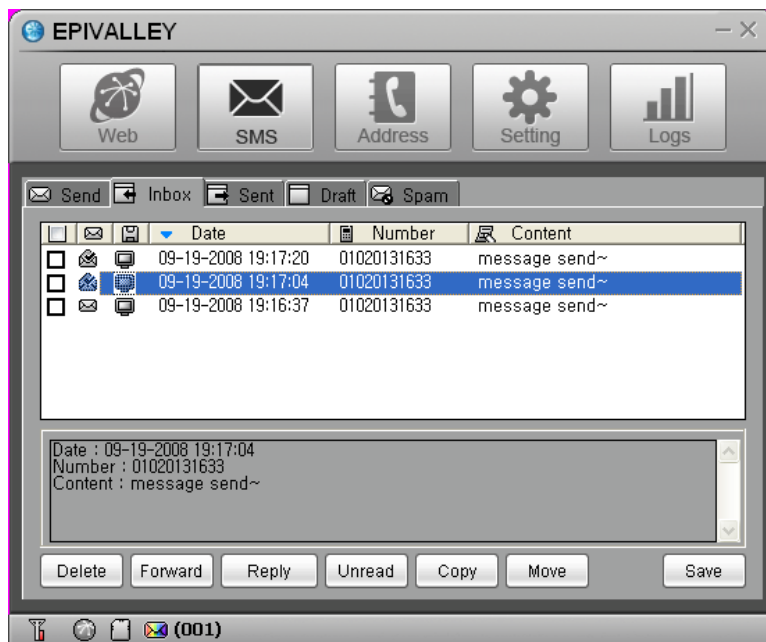 EPIVALLEY
Web SMS Address Setting Logs
Send Inbox Sent Draft Spam
Date Number Content
09-19-2008 19:17:20 01020131633 message send~
09-19-2008 19:17:04 01020131633 message send~
09-19-2008 19:16:37 01020131633 message send~
Date : 09-19-2008 19:17:04
Number : 01020131633
Content : message send~
Delete Forward Reply Unread Copy Move Save
(001)